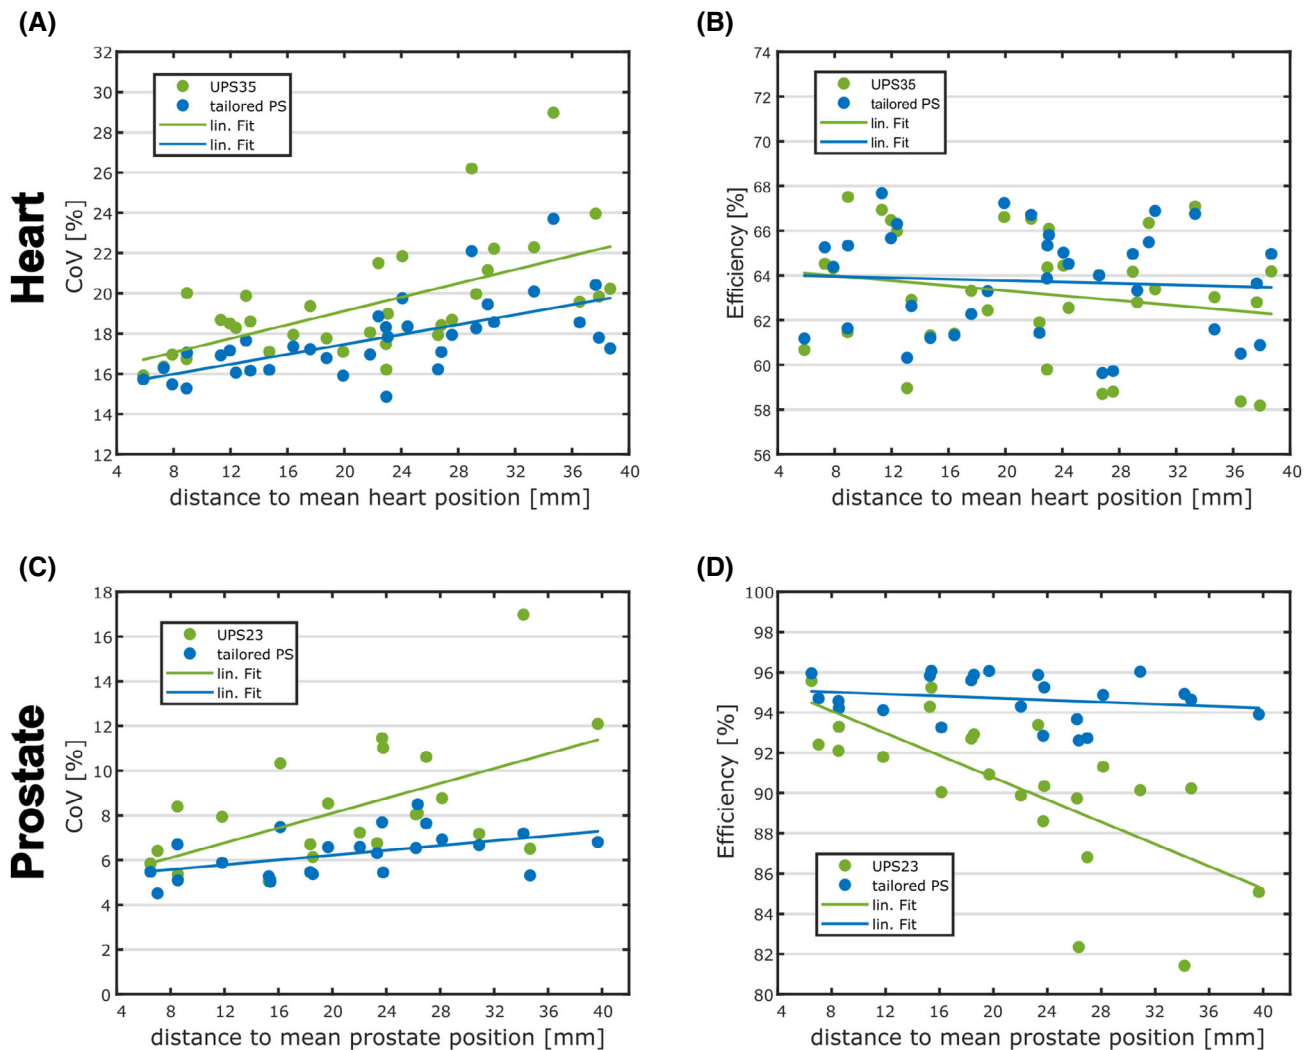 (A)
(B)
Heart
32
30
28
26
24
22
20
18
16
14
12
CoV [%]
UPS35
tailored PS
lin. Fit
lin. Fit
4 8 12 16 20 24 28 32 36 40
distance to mean heart position [mm]
74
72
70
68
66
64
62
60
58
56
Efficiency [%]
UPS35
tailored PS
lin. Fit
lin. Fit
4 8 12 16 20 24 28 32 36 40
distance to mean heart position [mm]
(C)
(D)
Prostate
18
16
14
12
10
8
6
4
2
0
CoV [%]
UPS23
tailored PS
lin. Fit
lin. Fit
4 8 12 16 20 24 28 32 36 40
distance to mean prostate position [mm]
100
98
96
94
92
90
88
86
84
82
80
Efficiency [%]
UPS23
tailored PS
lin. Fit
lin. Fit
4 8 12 16 20 24 28 32 36 40
distance to mean prostate position [mm]